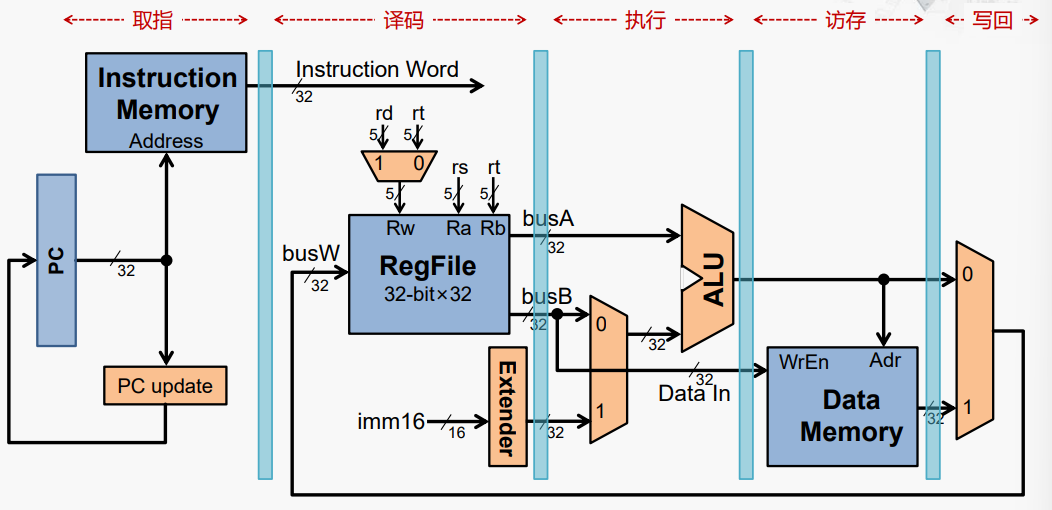 取指
译码
执行
访存
写回
Instruction
Memory
Address
Instruction Word
32
rd
rt
5
5
1
0
5
rs
rt
5
5
PC
32
PC update
busW
32
Rw
Ra
Rb
RegFile
32-bit×32
busA
32
busB
32
imm16
16
Extender
32
0
1
32
ALU
32
Data In
WrEn
Adr
Data
Memory
32
0
1